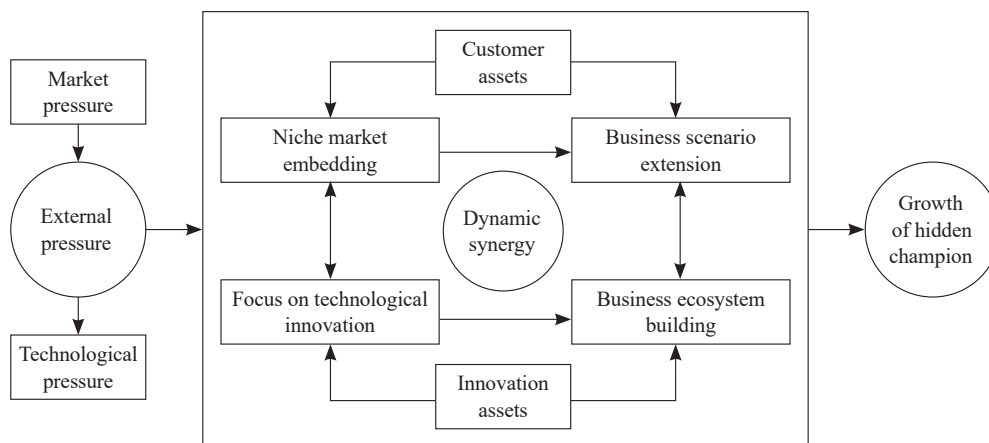 Market
pressure
External
pressure
Technological
pressure
Customer
assets
Niche market
embedding
Business scenario
extension
Dynamic
synergy
Focus on technological
innovation
Business ecosystem
building
Innovation
assets
Growth
of hidden
champion